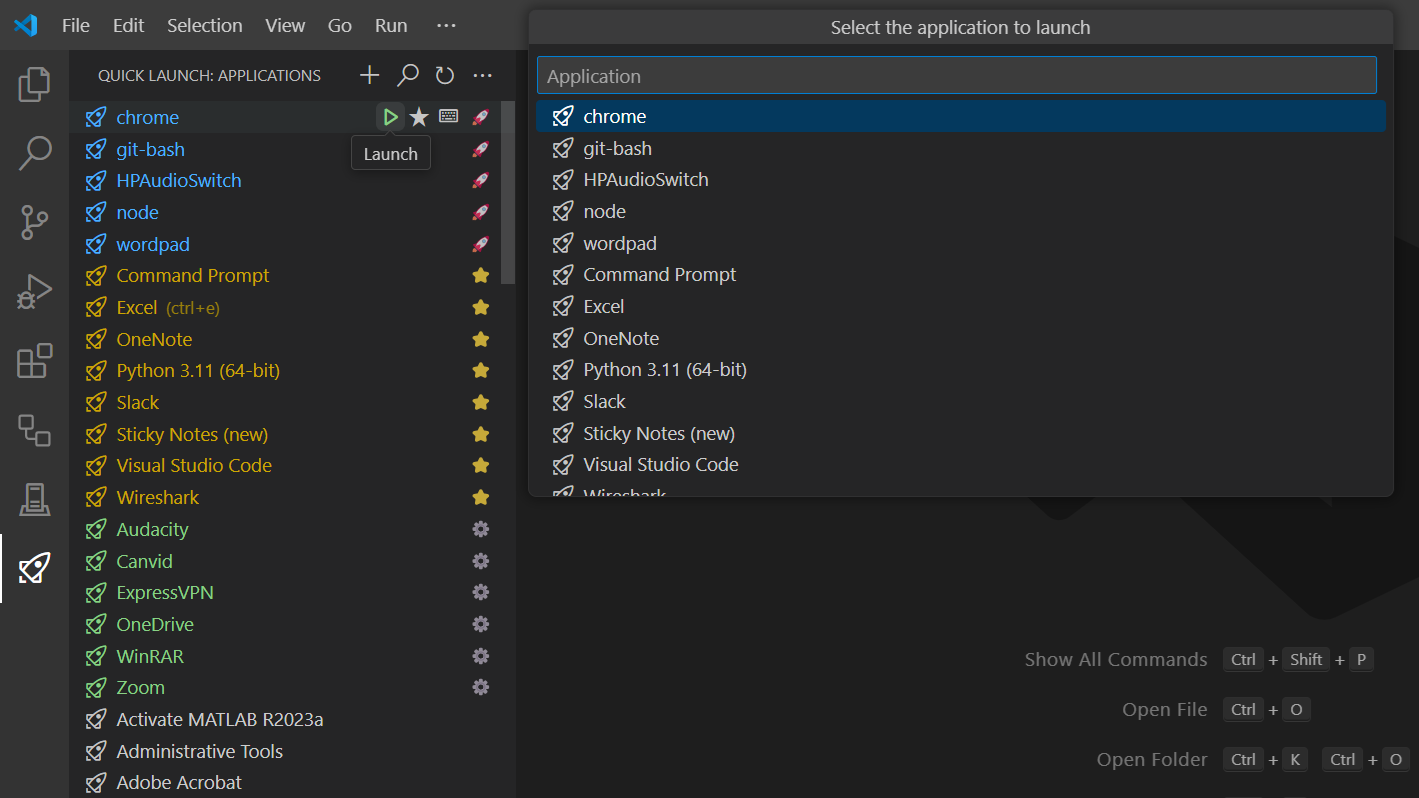 File Edit Selection View Go Run ···
Select the application to launch
QUICK LAUNCH: APPLICATIONS
Application
chrome
Launch
git-bash
HPAudioSwitch
node
wordpad
Command Prompt
Excel (ctrl+e)
OneNote
Python 3.11 (64-bit)
Slack
Sticky Notes (new)
Visual Studio Code
Wireshark
Audacity
Canvid
ExpressVPN
OneDrive
WinRAR
Zoom
Activate MATLAB R2023a
Administrative Tools
Adobe Acrobat
chrome
git-bash
HPAudioSwitch
node
wordpad
Command Prompt
Excel
OneNote
Python 3.11 (64-bit)
Slack
Sticky Notes (new)
Visual Studio Code
Wireshark
Show All Commands Ctrl + Shift + P
Open File Ctrl + O
Open Folder Ctrl + K Ctrl + O